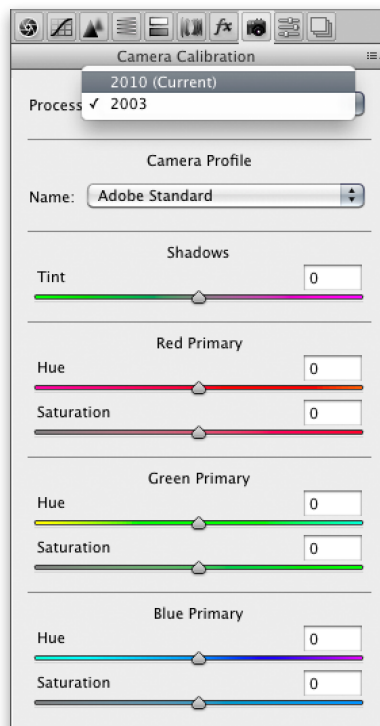 fx
Camera Calibration
Process
2010 (Current)
✓ 2003
Camera Profile
Name: Adobe Standard
Shadows
Tint 0
Red Primary
Hue 0
Saturation 0
Green Primary
Hue 0
Saturation 0
Blue Primary
Hue 0
Saturation 0